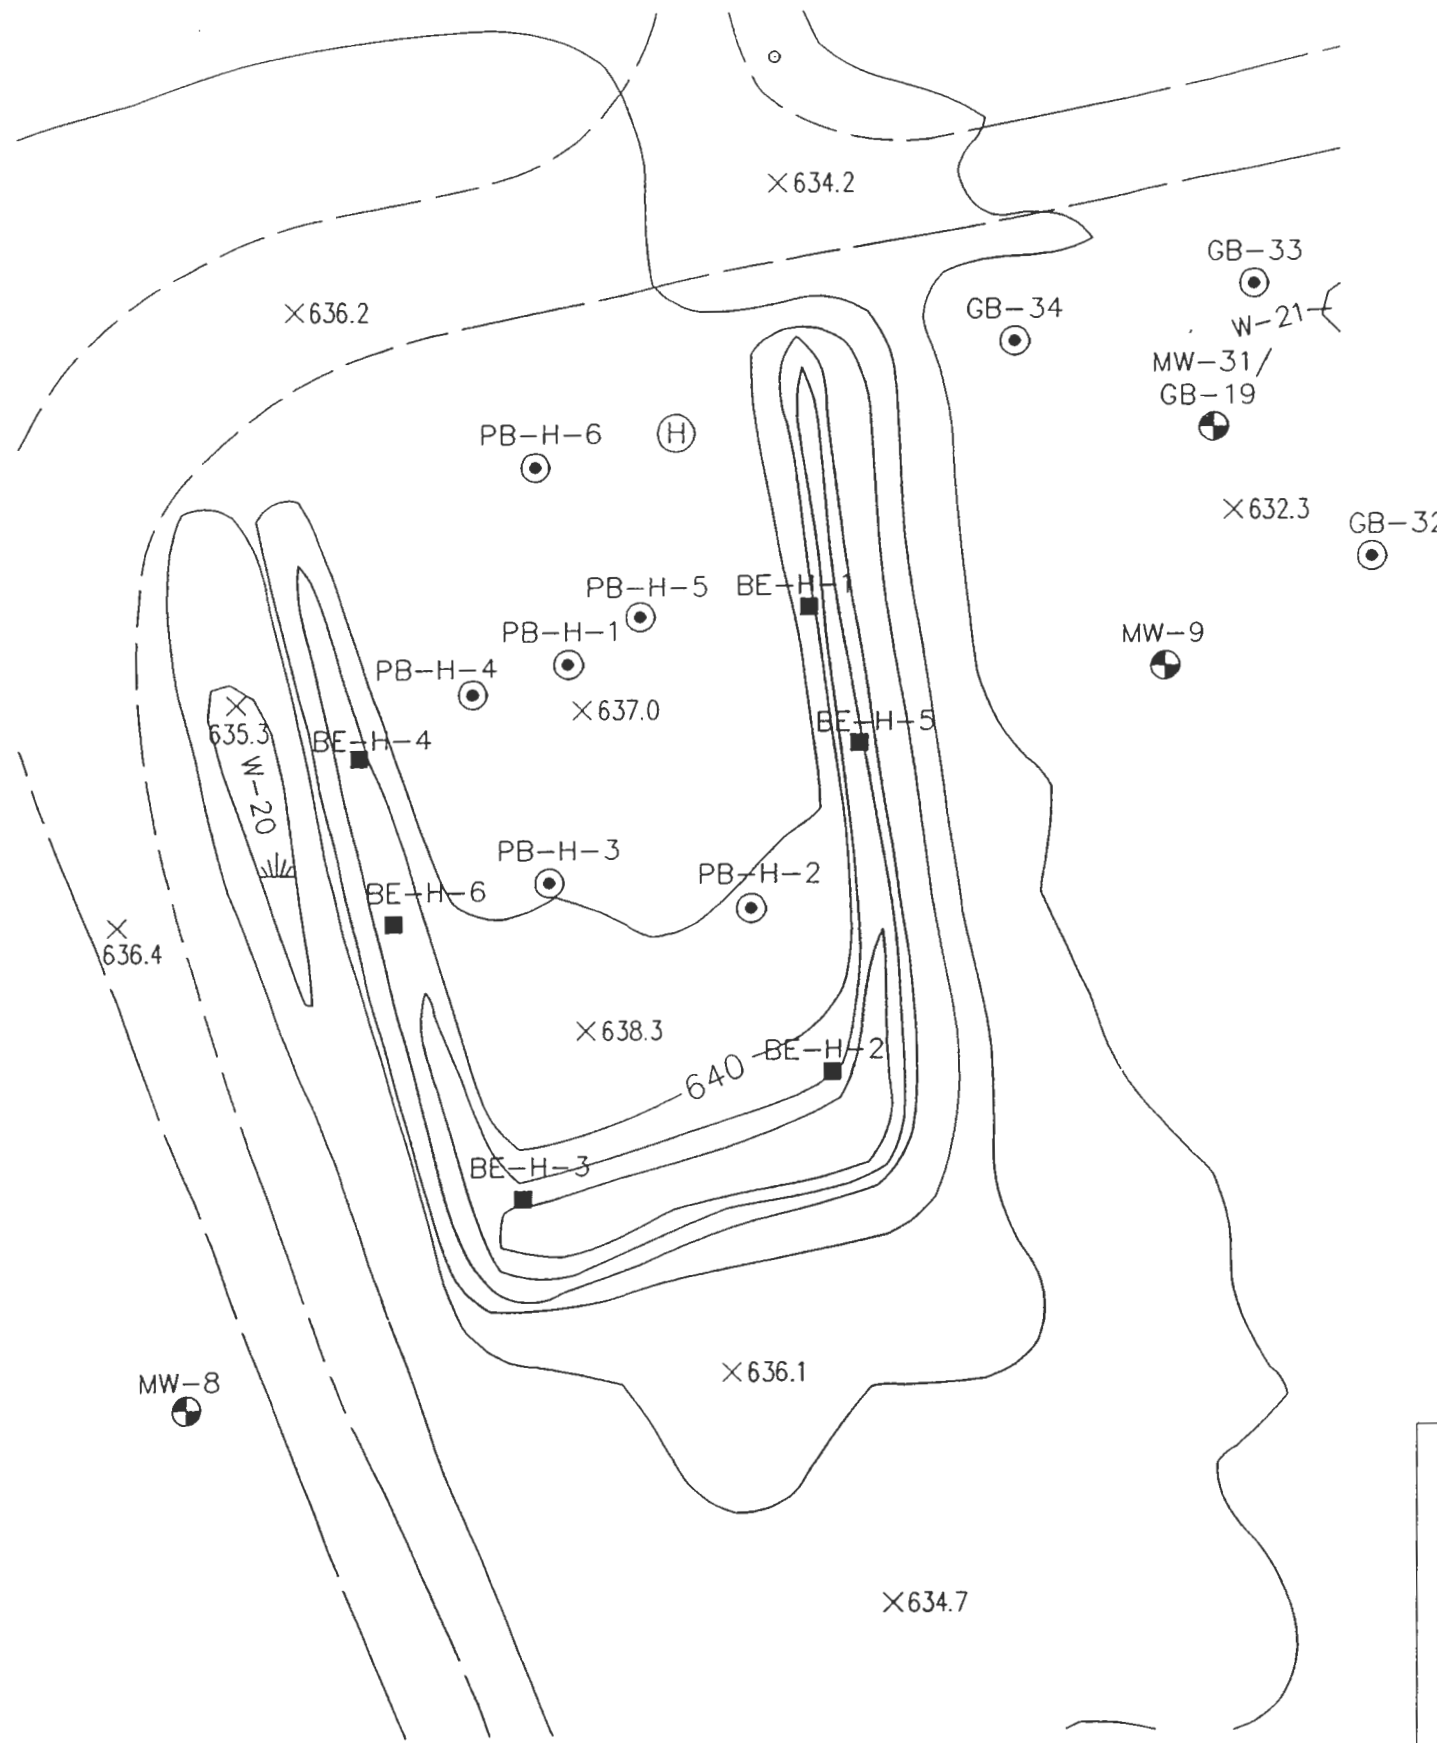 634.2
GB-33
636.2
GB-34
W-21
MW-31/
GB-19
PB-H-6
H
632.3
GB-32
PB-H-5
BE-H-1
PB-H-1
MW-9
PB-H-4
637.0
635.3
BE-H-4
BE-H-5
W-20
PB-H-3
PB-H-2
BE-H-6
636.4
638.3
640
BE-H-2
BE-H-3
636.1
MW-8
634.7